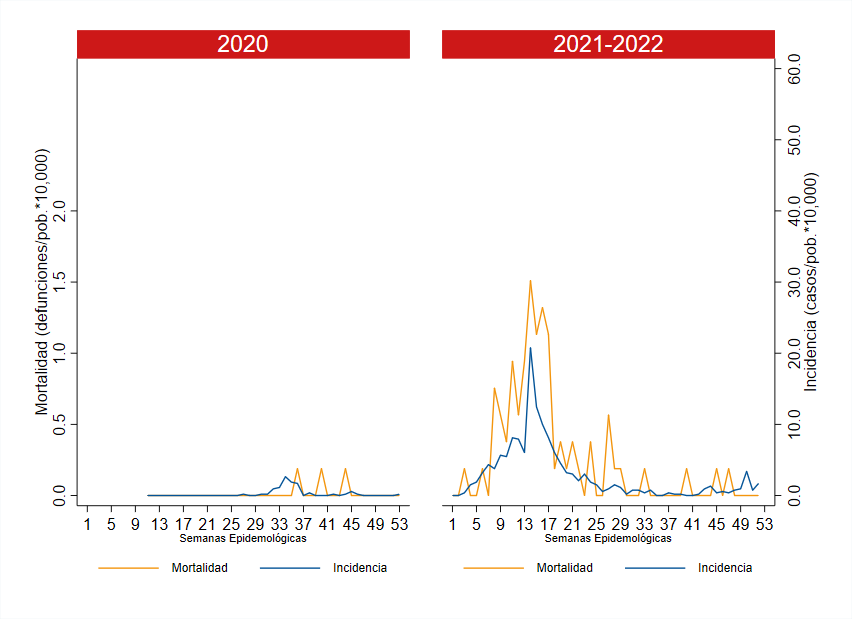 2020
2021-2022
Mortalidad (defunciones/pob.*10,000)
0.0 0.5 1.0 1.5 2.0
1 5 9 13 17 21 25 29 33 37 41 45 49 53
Semanas Epidemológicas
Mortalidad Incidencia
0.0 10.0 20.0 30.0 40.0 50.0 60.0
Incidencia (casos/pob.*10,000)
1 5 9 13 17 21 25 29 33 37 41 45 49 53
Semanas Epidemológicas
Mortalidad Incidencia